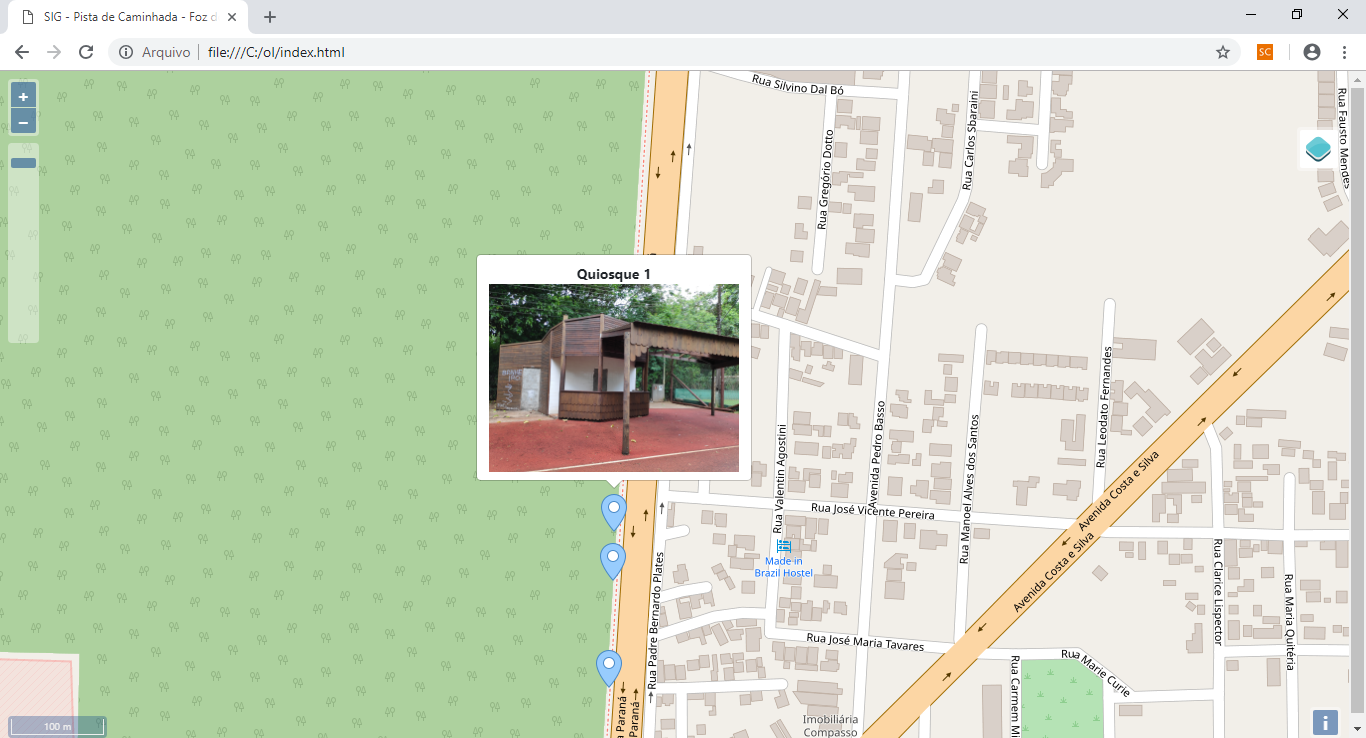 SIG - Pista de Caminhada - Foz d
Arquivo
file:///C:/ol/index.html
SC
+
−
Rua Silvino Dal Bó
Rua Gregório Dotto
Rua Carlos Sbaraini
Rua Fausto Mendes
Quiosque 1
Rua Valentin Agostini
Avenida Pedro Basso
Rua Manoel Alves dos Santos
Rua Leodato Fernandes
Avenida Costa e Silva
Avenida Costa e Silva
Rua José Vicente Pereira
Made in
Brazil Hostel
Rua Padre Bernardo Plates
Rua José Maria Tavares
Rua Clarice Lispector
Rua Maria Quitéria
Rua Marie Curie
Rua Carmem Mi
a Paraná
Paraná
Imobiliária
Compasso
100 m
i